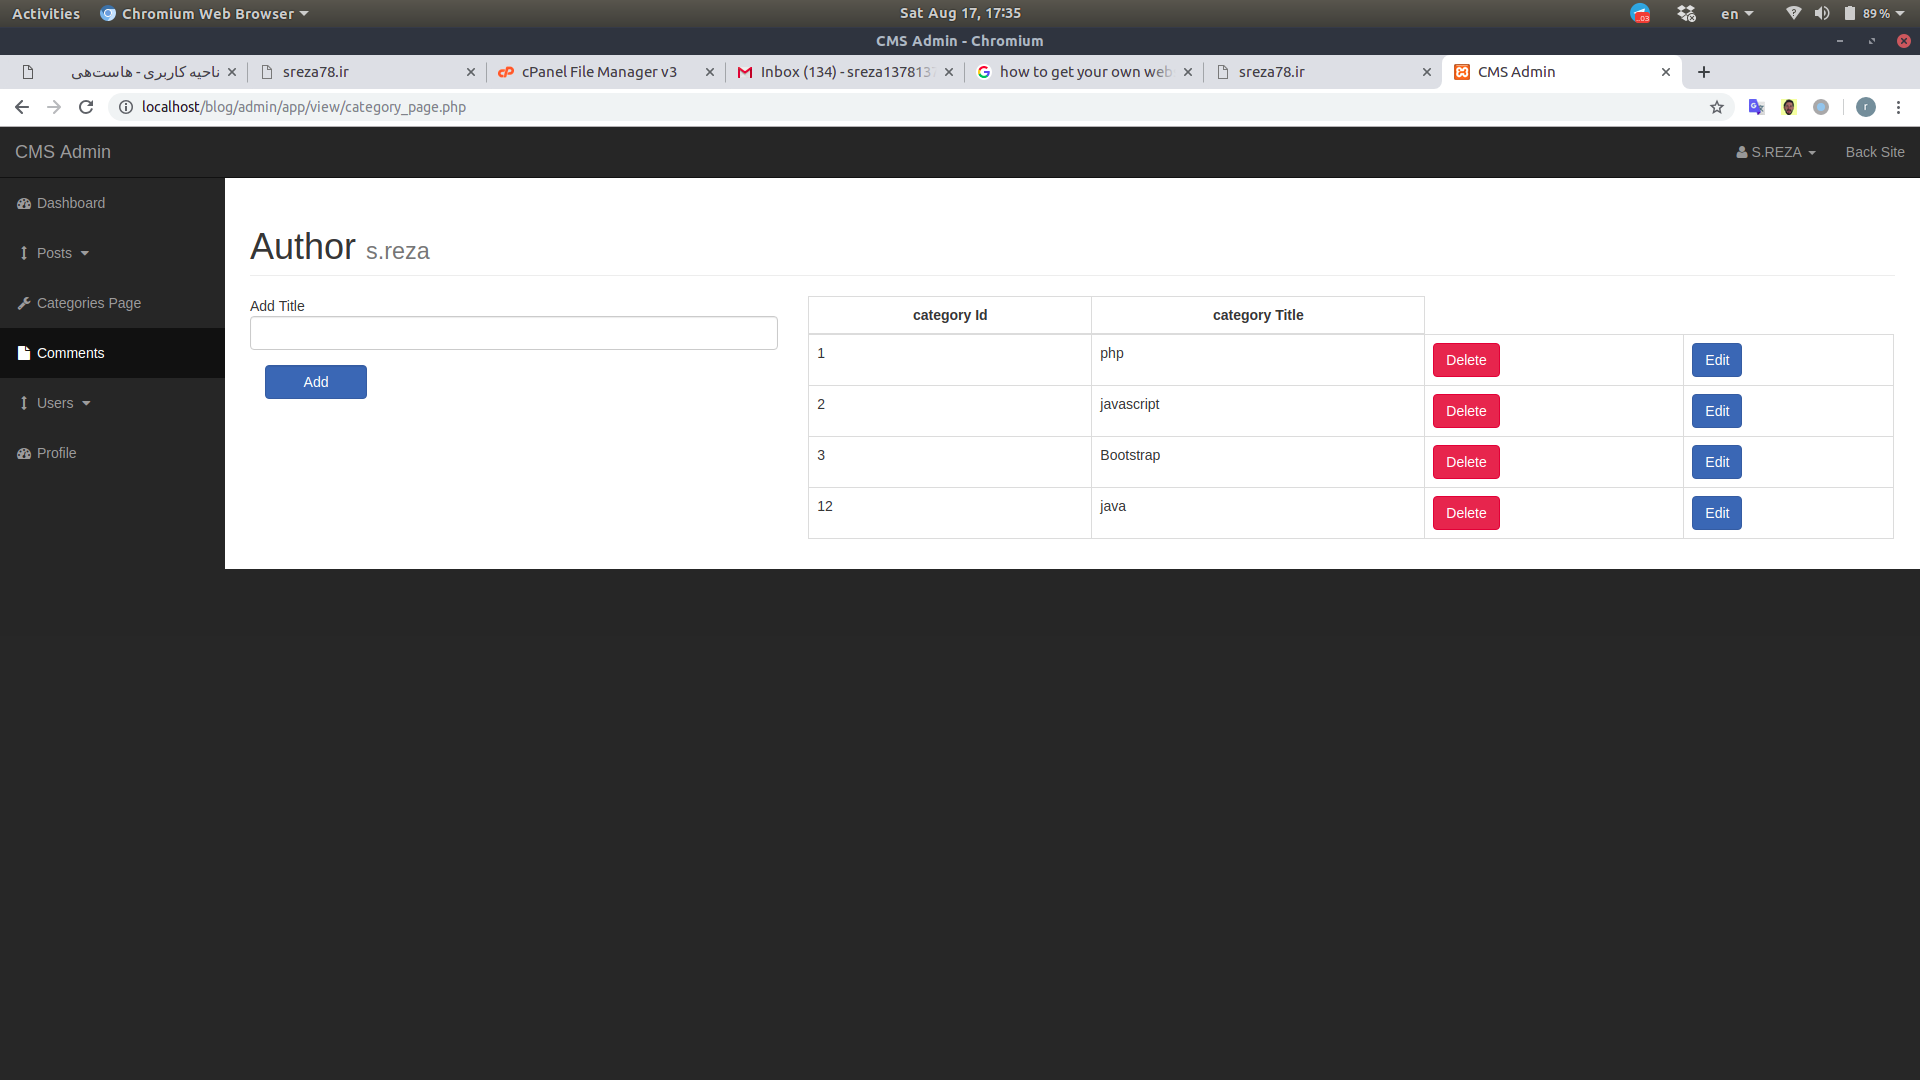 Activities Chromium Web Browser Sat Aug 17, 17:35 en 89 %
CMS Admin - Chromium
ناحیه کاربری - هاست‌هی sreza78.ir cPanel File Manager v3 Inbox (134) - sreza137813 how to get your own web sreza78.ir CMS Admin
localhost/blog/admin/app/view/category_page.php r
CMS Admin S.REZA Back Site
Dashboard
Posts
Categories Page
Comments
Users
Profile
Author s.reza
Add Title
Add
category Id category Title
1 php Delete Edit
2 javascript Delete Edit
3 Bootstrap Delete Edit
12 java Delete Edit